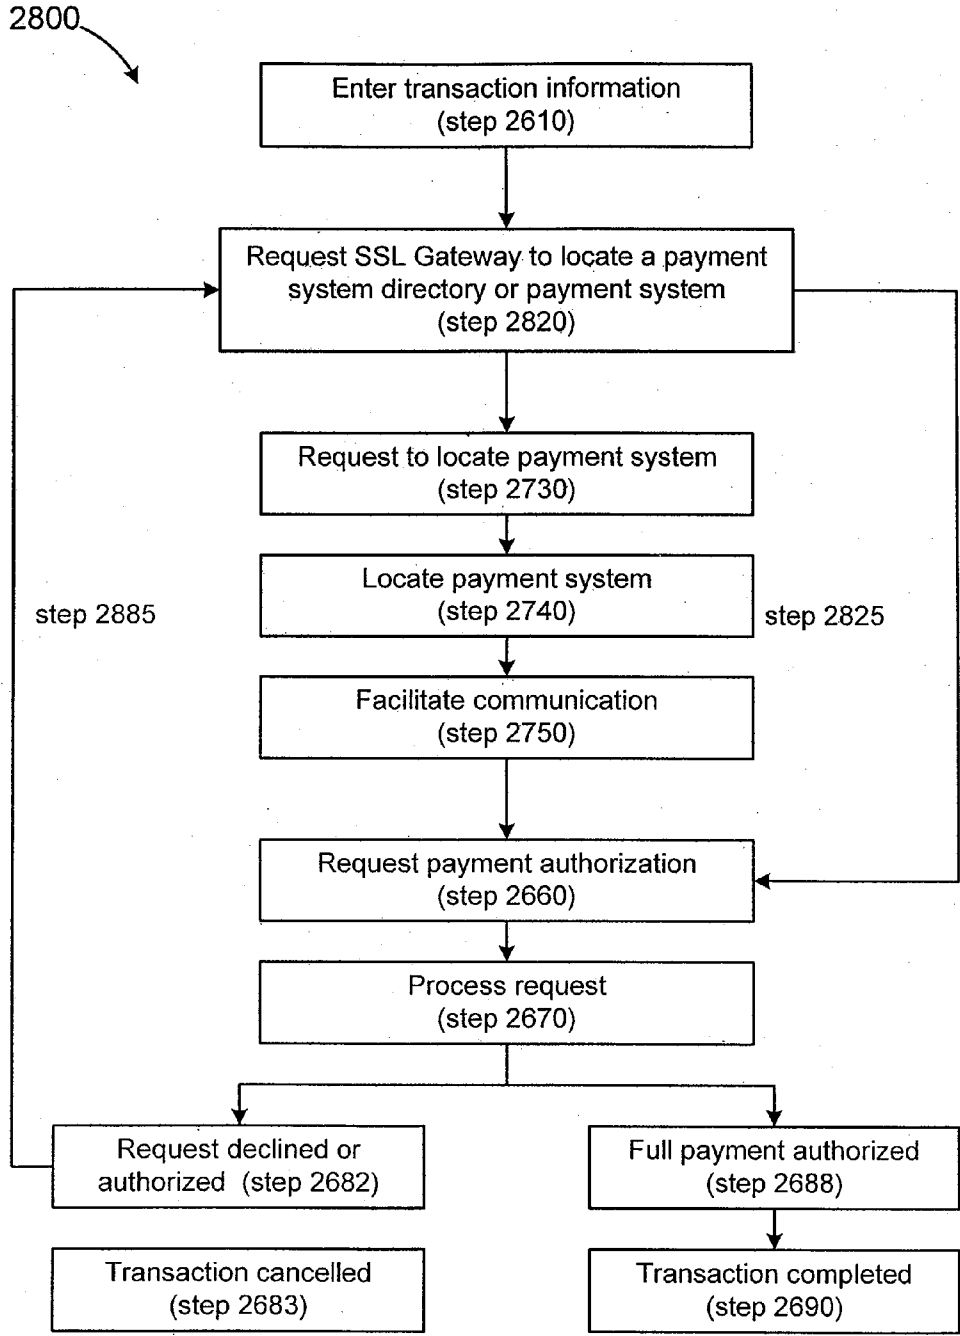 2800
Enter transaction information
(step 2610)
Request SSL Gateway to locate a payment
system directory or payment system
(step 2820)
Request to locate payment system
(step 2730)
Locate payment system
(step 2740)
step 2885
step 2825
Facilitate communication
(step 2750)
Request payment authorization
(step 2660)
Process request
(step 2670)
Request declined or
authorized (step 2682)
Full payment authorized
(step 2688)
Transaction cancelled
(step 2683)
Transaction completed
(step 2690)